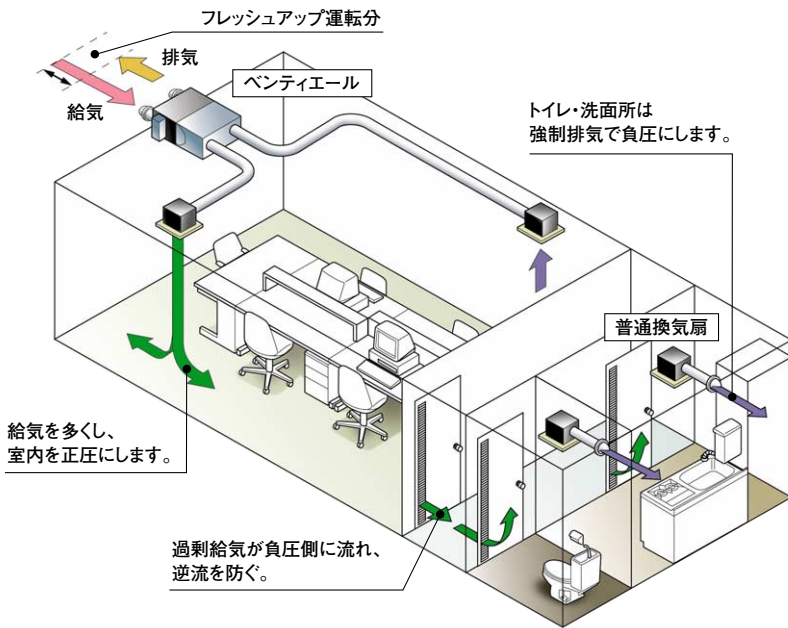 フレッシュアップ運転分
排気
ベンティエール
給気
トイレ・洗面所は
強制排気で負圧にします。
普通換気扇
給気を多くし、
室内を正圧にします。
過剰給気が負圧側に流れ、
逆流を防ぐ。